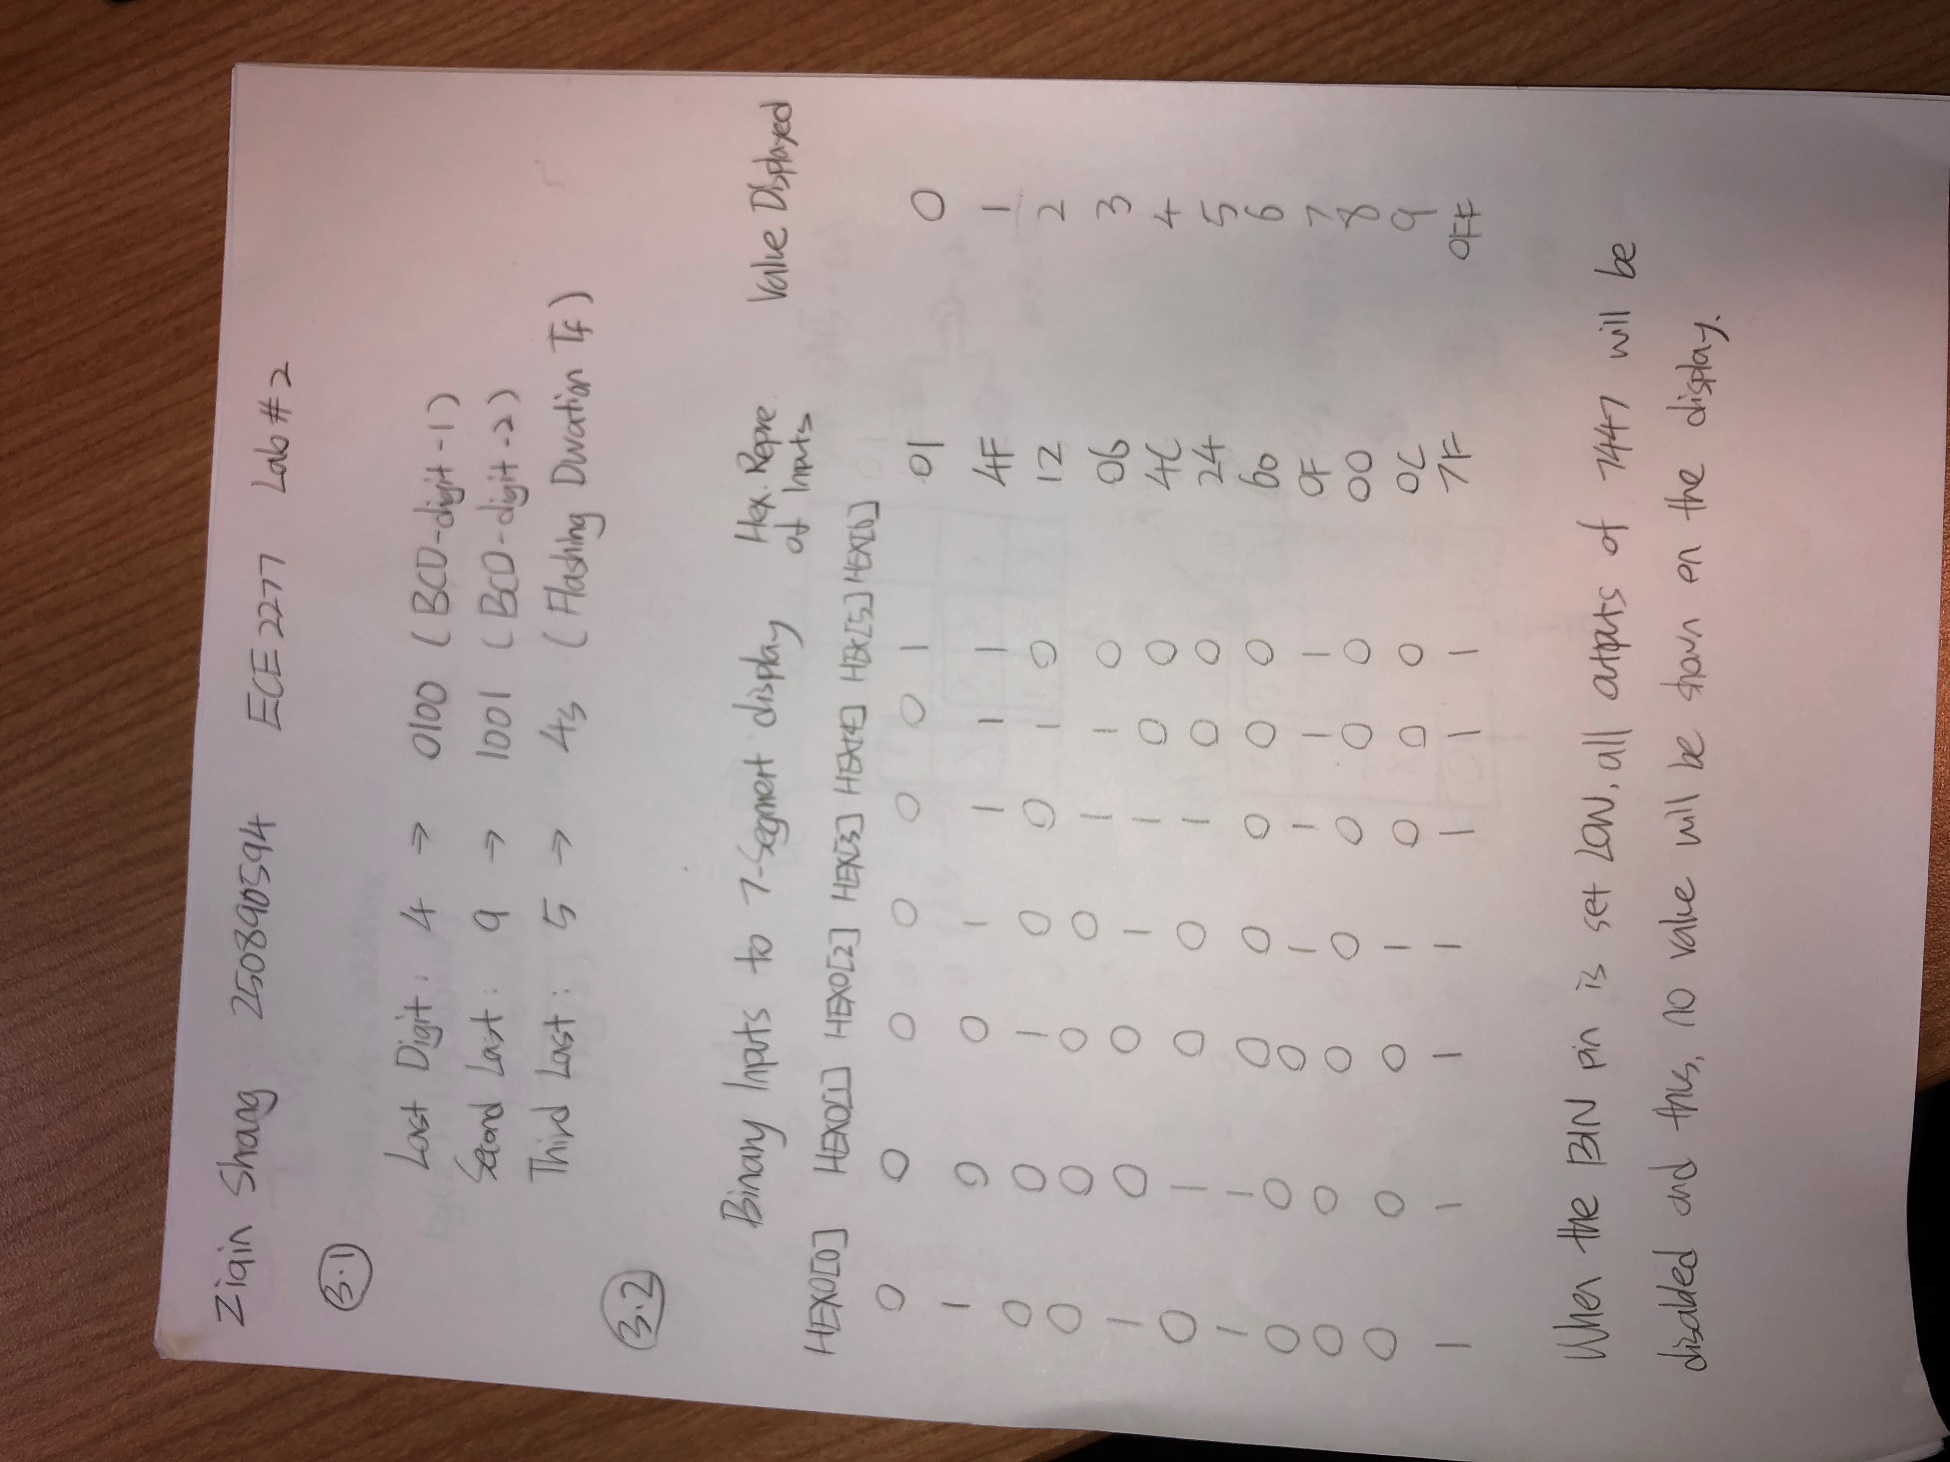 Ziqin Shang 250890594 ECE 2277 Lab #2
3.1
Last Digit: 4 → 0100 (BCD-digit-1)
Second Last: 9 → 1001 (BCD-digit-2)
Third Last: 5 → 4s (Flashing Duration Tf)
3.2
Binary Inputs to 7-Segment display Hex. Repre. of Inputs Value Displayed
HEX0[0] HEX0[1] HEX0[2] HEX[3] HEX[4] HEX[5] HEX[6]
0 0 0 0 0 0 1 01 0
1 0 0 1 1 1 1 4F 1
0 0 1 0 0 1 0 12 2
0 0 0 0 1 1 0 06 3
1 0 0 1 1 0 0 4C 4
0 1 0 0 1 0 0 24 5
1 1 0 0 0 0 0 60 6
0 0 0 1 1 1 1 0F 7
0 0 0 0 0 0 0 00 8
0 0 0 1 0 0 0 0C 9
1 1 1 1 1 1 1 7F OFF
When the BIN pin is set LOW, all outputs of 7447 will be
disabled and thus, no value will be shown on the display.